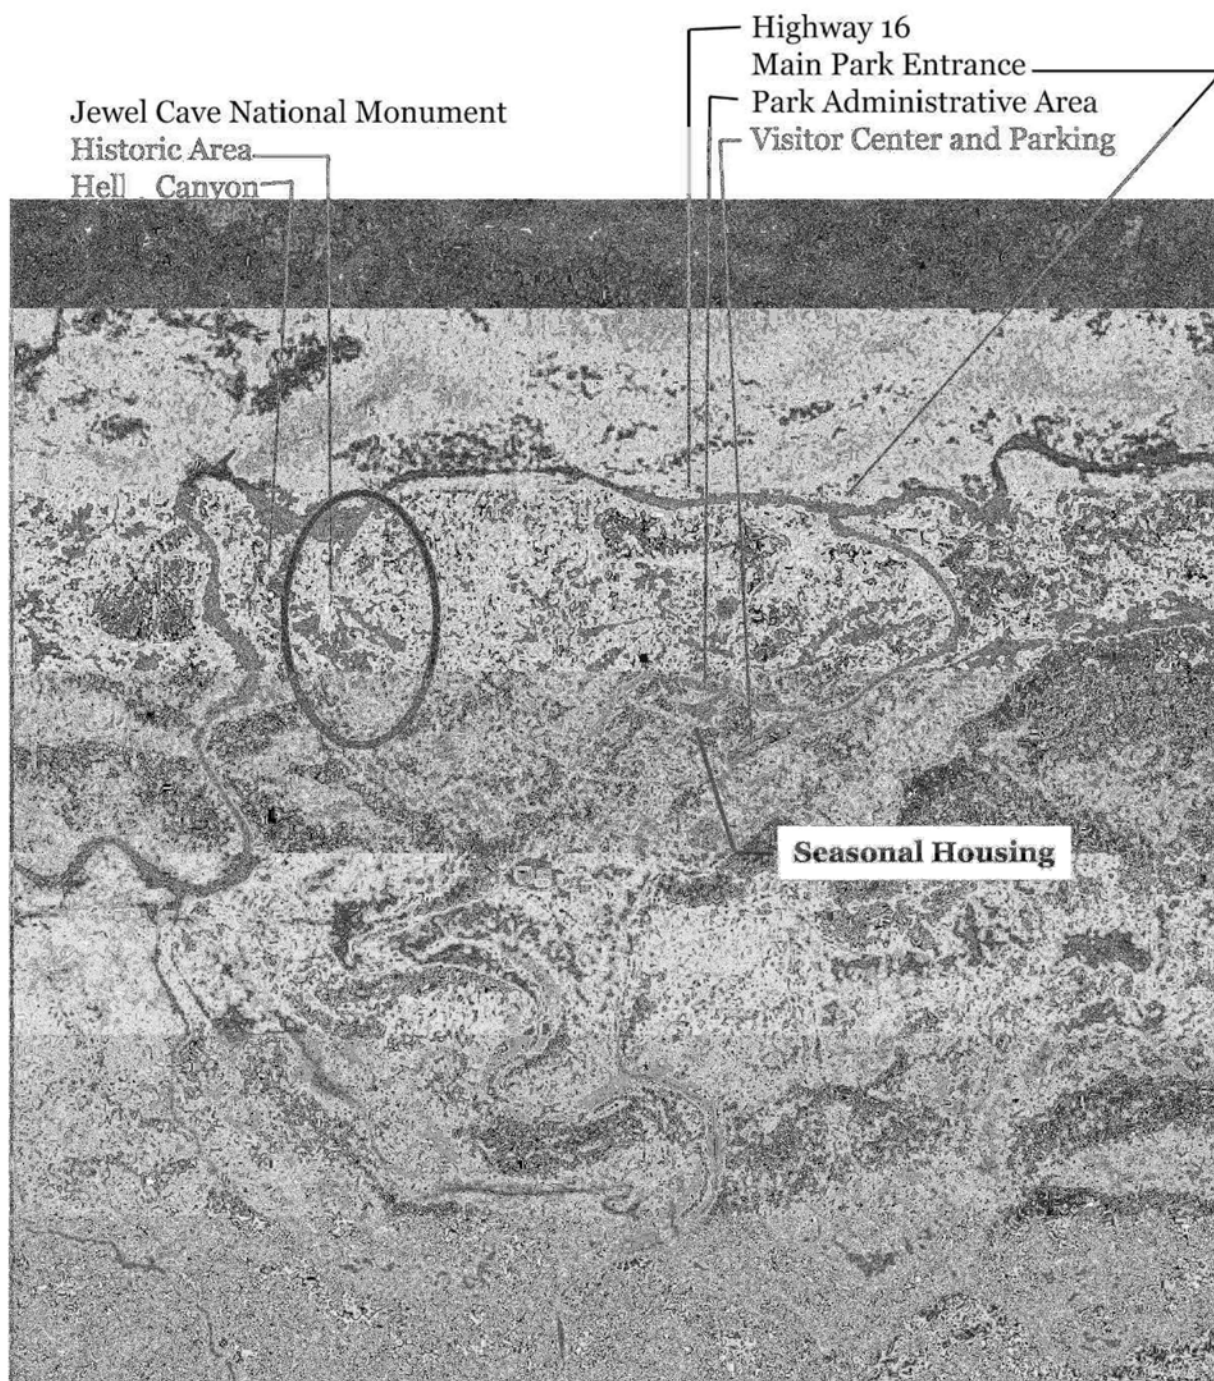 Highway 16
Main Park Entrance
Park Administrative Area
Visitor Center and Parking
Jewel Cave National Monument
Historic Area
Hell Canyon
Seasonal Housing